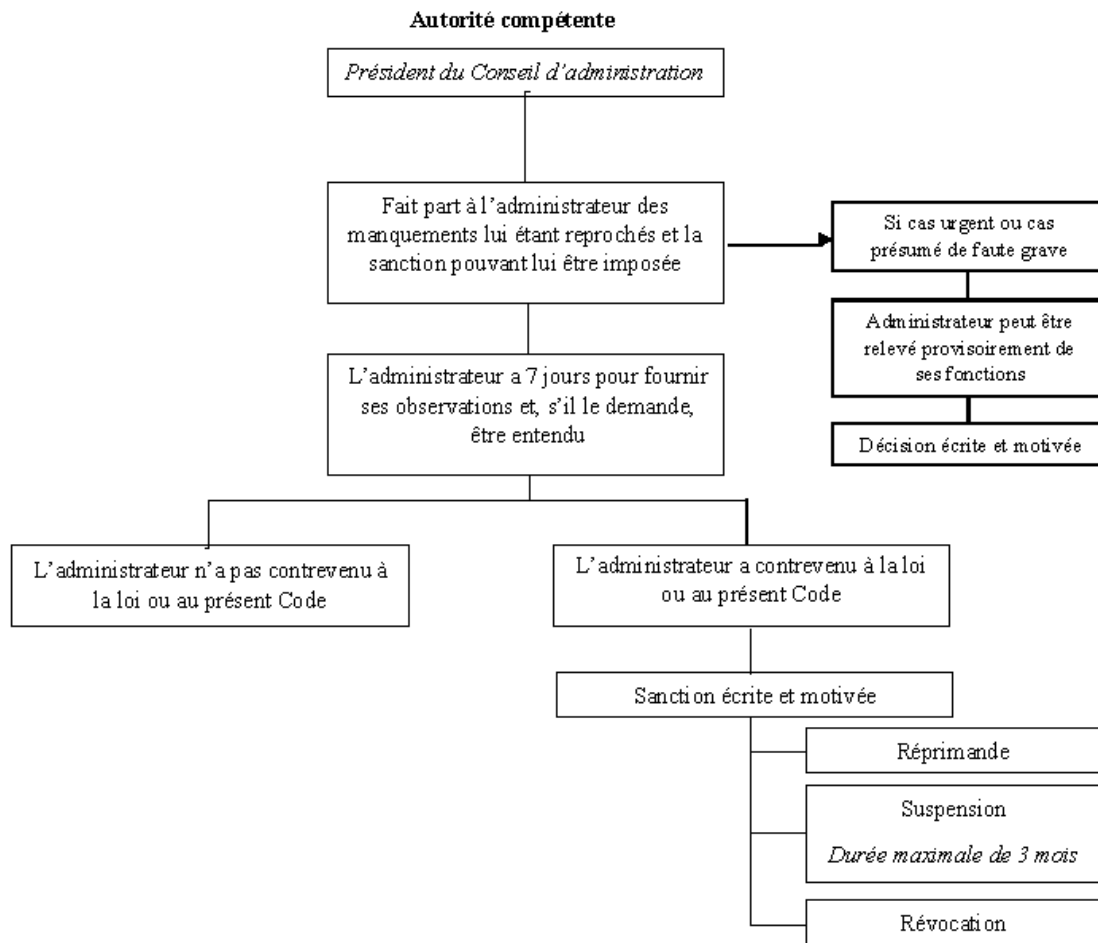 Autorité compétente
Président du Conseil d'administration
Fait part à l'administrateur des
manquements lui étant reprochés et la
sanction pouvant lui être imposée
Si cas urgent ou cas
présumé de faute grave
Administrateur peut être
relevé provisoirement de
ses fonctions
Décision écrite et motivée
L'administrateur a 7 jours pour fournir
ses observations et, s'il le demande,
être entendu
L'administrateur n'a pas contrevenu à
la loi ou au présent Code
L'administrateur a contrevenu à la loi
ou au présent Code
Sanction écrite et motivée
Réprimande
Suspension
Durée maximale de 3 mois
Révocation